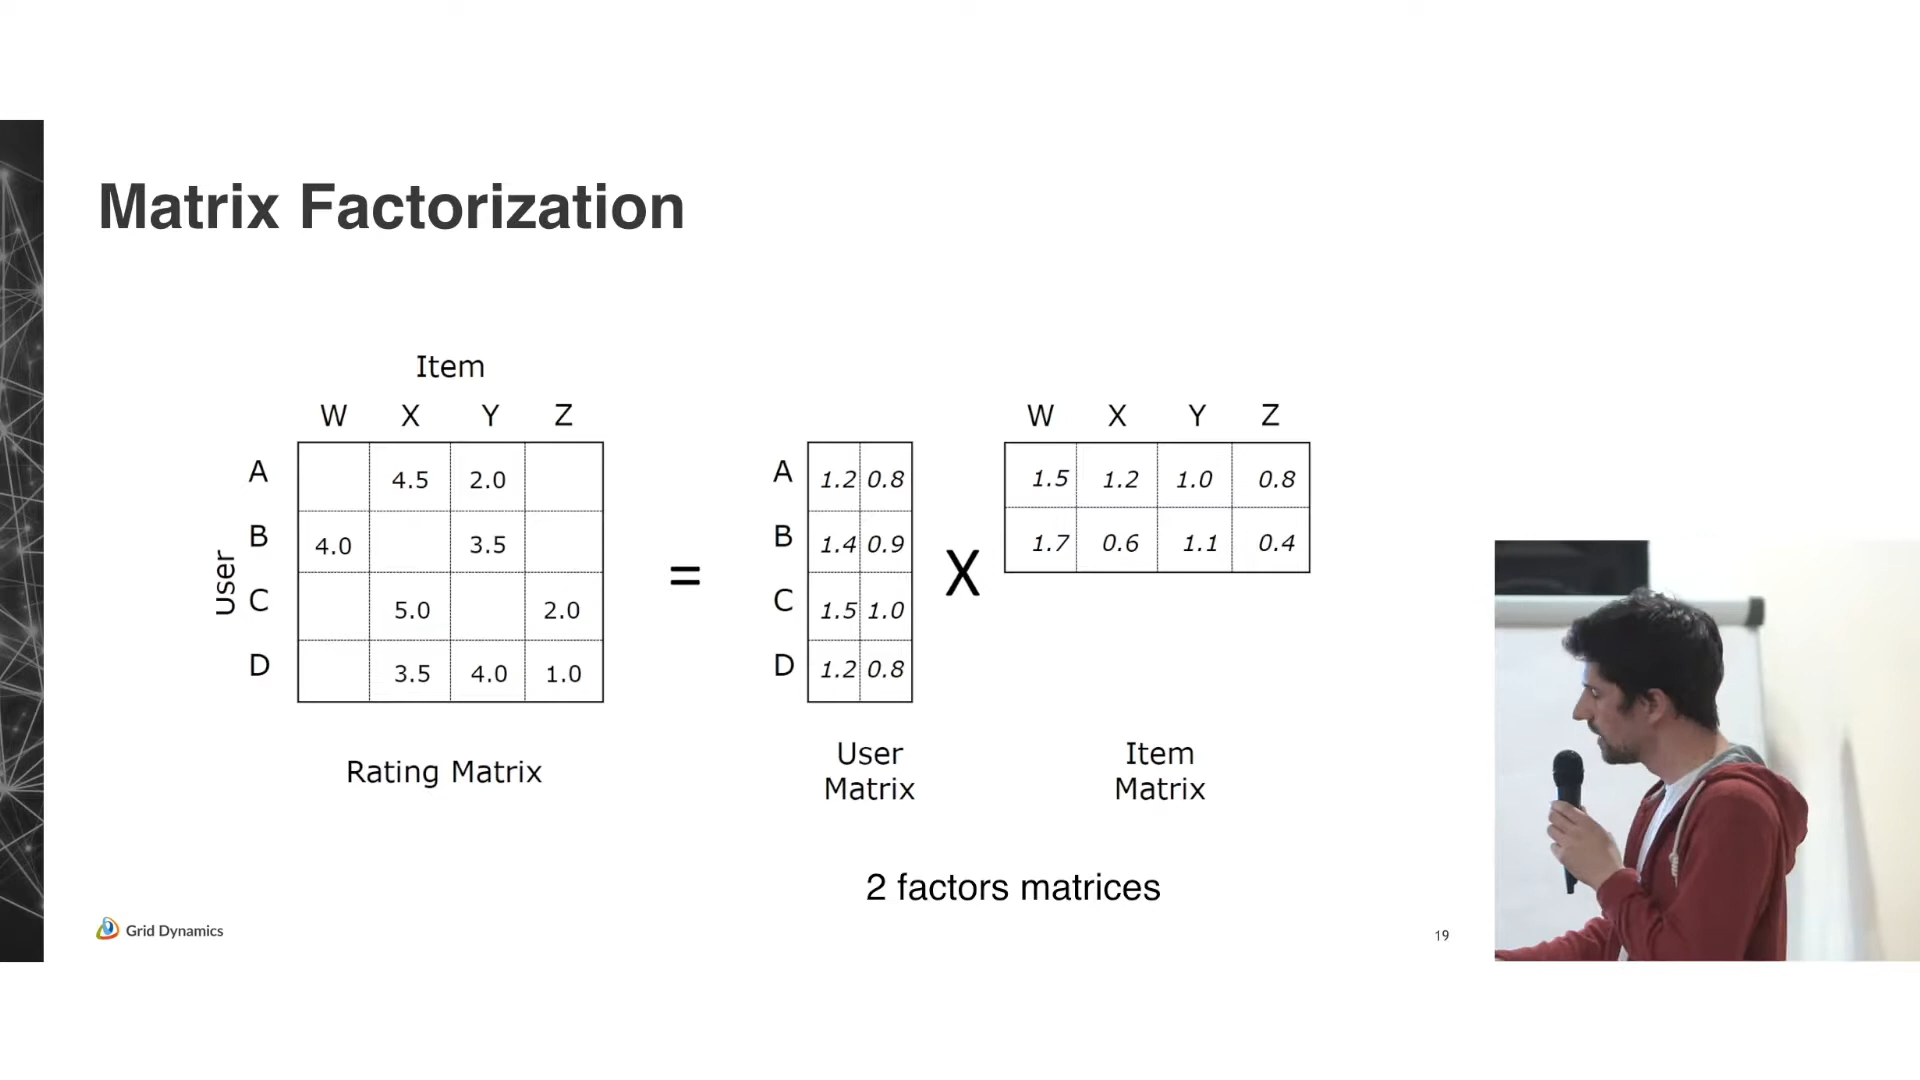 Matrix Factorization
Item
W X Y Z
A 4.5 2.0
B 4.0 3.5
C 5.0 2.0
D 3.5 4.0 1.0
User
Rating Matrix
=
A 1.2 0.8
B 1.4 0.9
C 1.5 1.0
D 1.2 0.8
User
Matrix
X
W X Y Z
1.5 1.2 1.0 0.8
1.7 0.6 1.1 0.4
Item
Matrix
2 factors matrices
Grid Dynamics
19